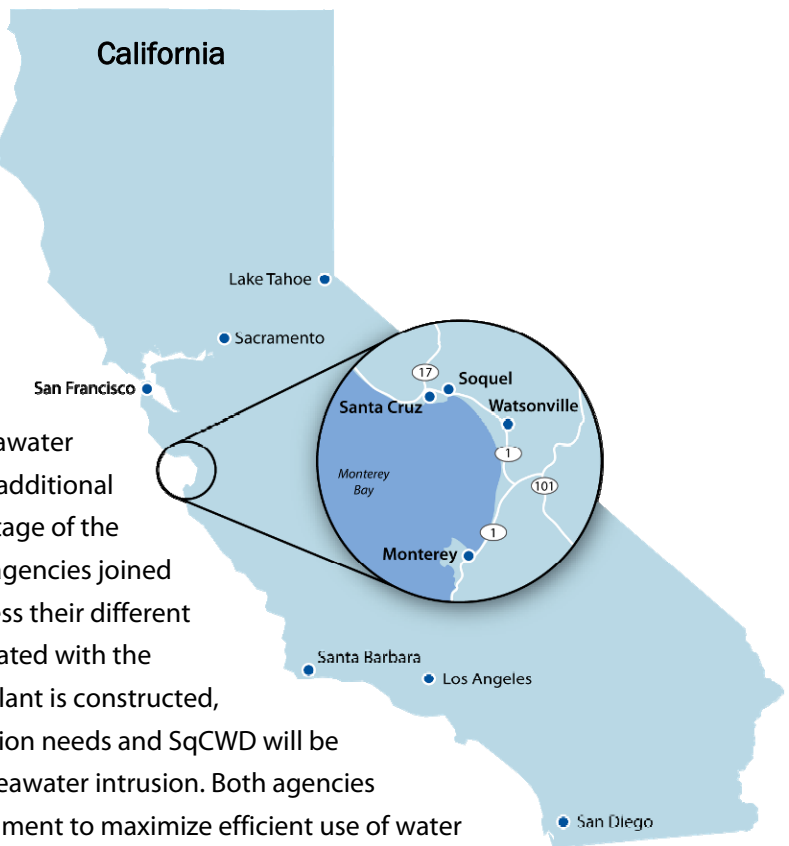 California
Lake Tahoe
Sacramento
San Francisco
17
Soquel
Santa Cruz
Watsonville
1
Monterey
Bay
101
1
Monterey
awater
additional
tage of the
agencies joined
ess their different
ated with the
Santa Barbara
Los Angeles
lant is constructed,
ion needs and SqCWD will be
eawater intrusion. Both agencies
ment to maximize efficient use of water
San Diego